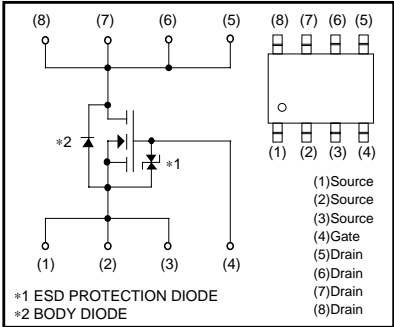 (8) (7) (6) (5)
∗2
∗1
(1) (2) (3) (4)
∗1 ESD PROTECTION DIODE
∗2 BODY DIODE
(8) (7) (6) (5)
(1) (2) (3) (4)
(1)Source
(2)Source
(3)Source
(4)Gate
(5)Drain
(6)Drain
(7)Drain
(8)Drain